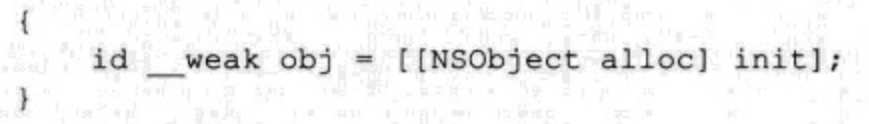 {
    id __weak obj = [[NSObject alloc] init];
}